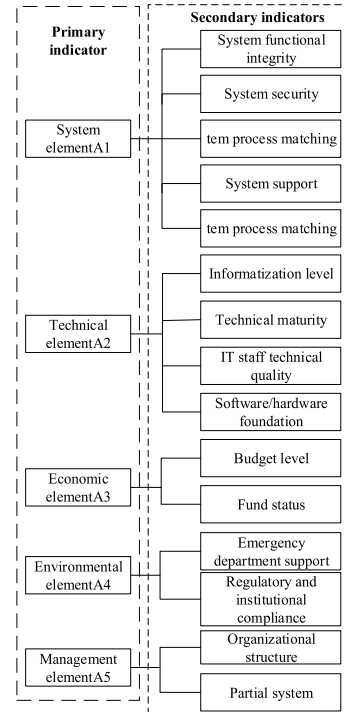 Primary
indicator
Secondary indicators
System
elementA1
System functional
integrity
System security
tem process matching
System support
tem process matching
Technical
elementA2
Informatization level
Technical maturity
IT staff technical
quality
Software/hardware
foundation
Economic
elementA3
Budget level
Fund status
Environmental
elementA4
Emergency
department support
Regulatory and
institutional
compliance
Management
elementA5
Organizational
structure
Partial system